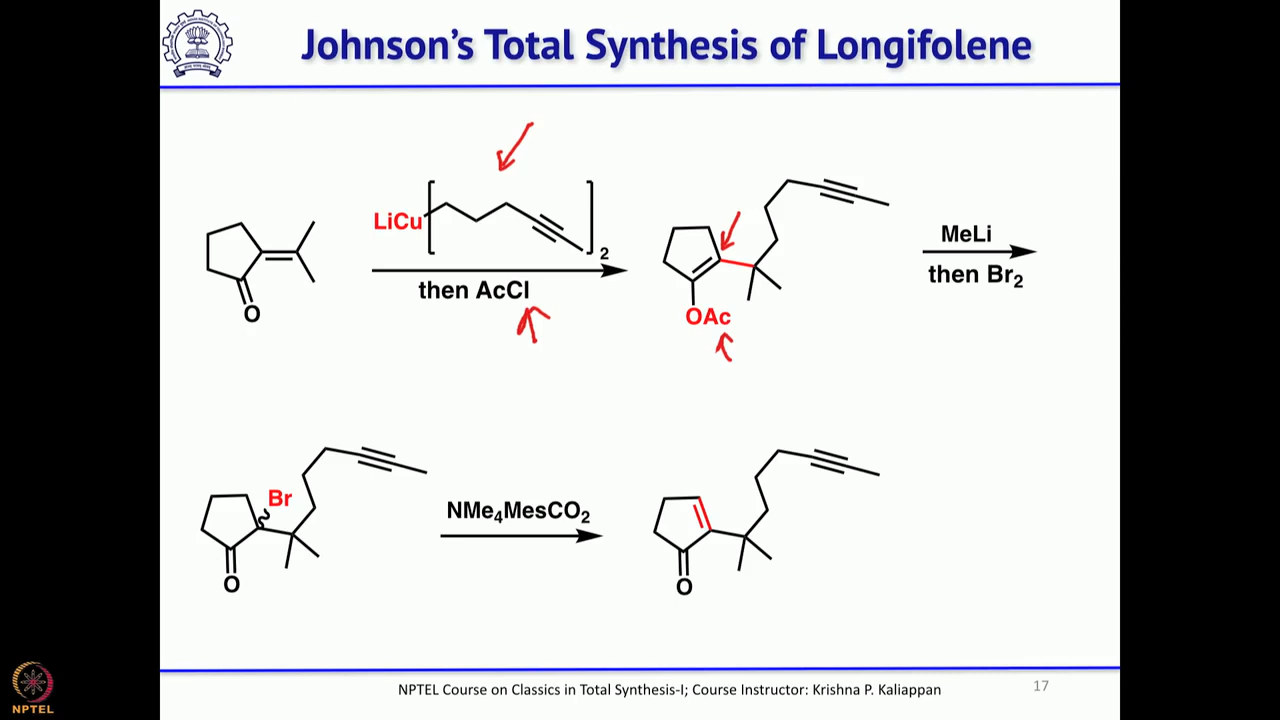 Johnson's Total Synthesis of Longifolene
LiCu
2
then AcCl
O
OAc
MeLi
then Br2
Br
O
NMe4MesCO2
O
NPTEL Course on Classics in Total Synthesis-I; Course Instructor: Krishna P. Kaliappan
17
NPTEL